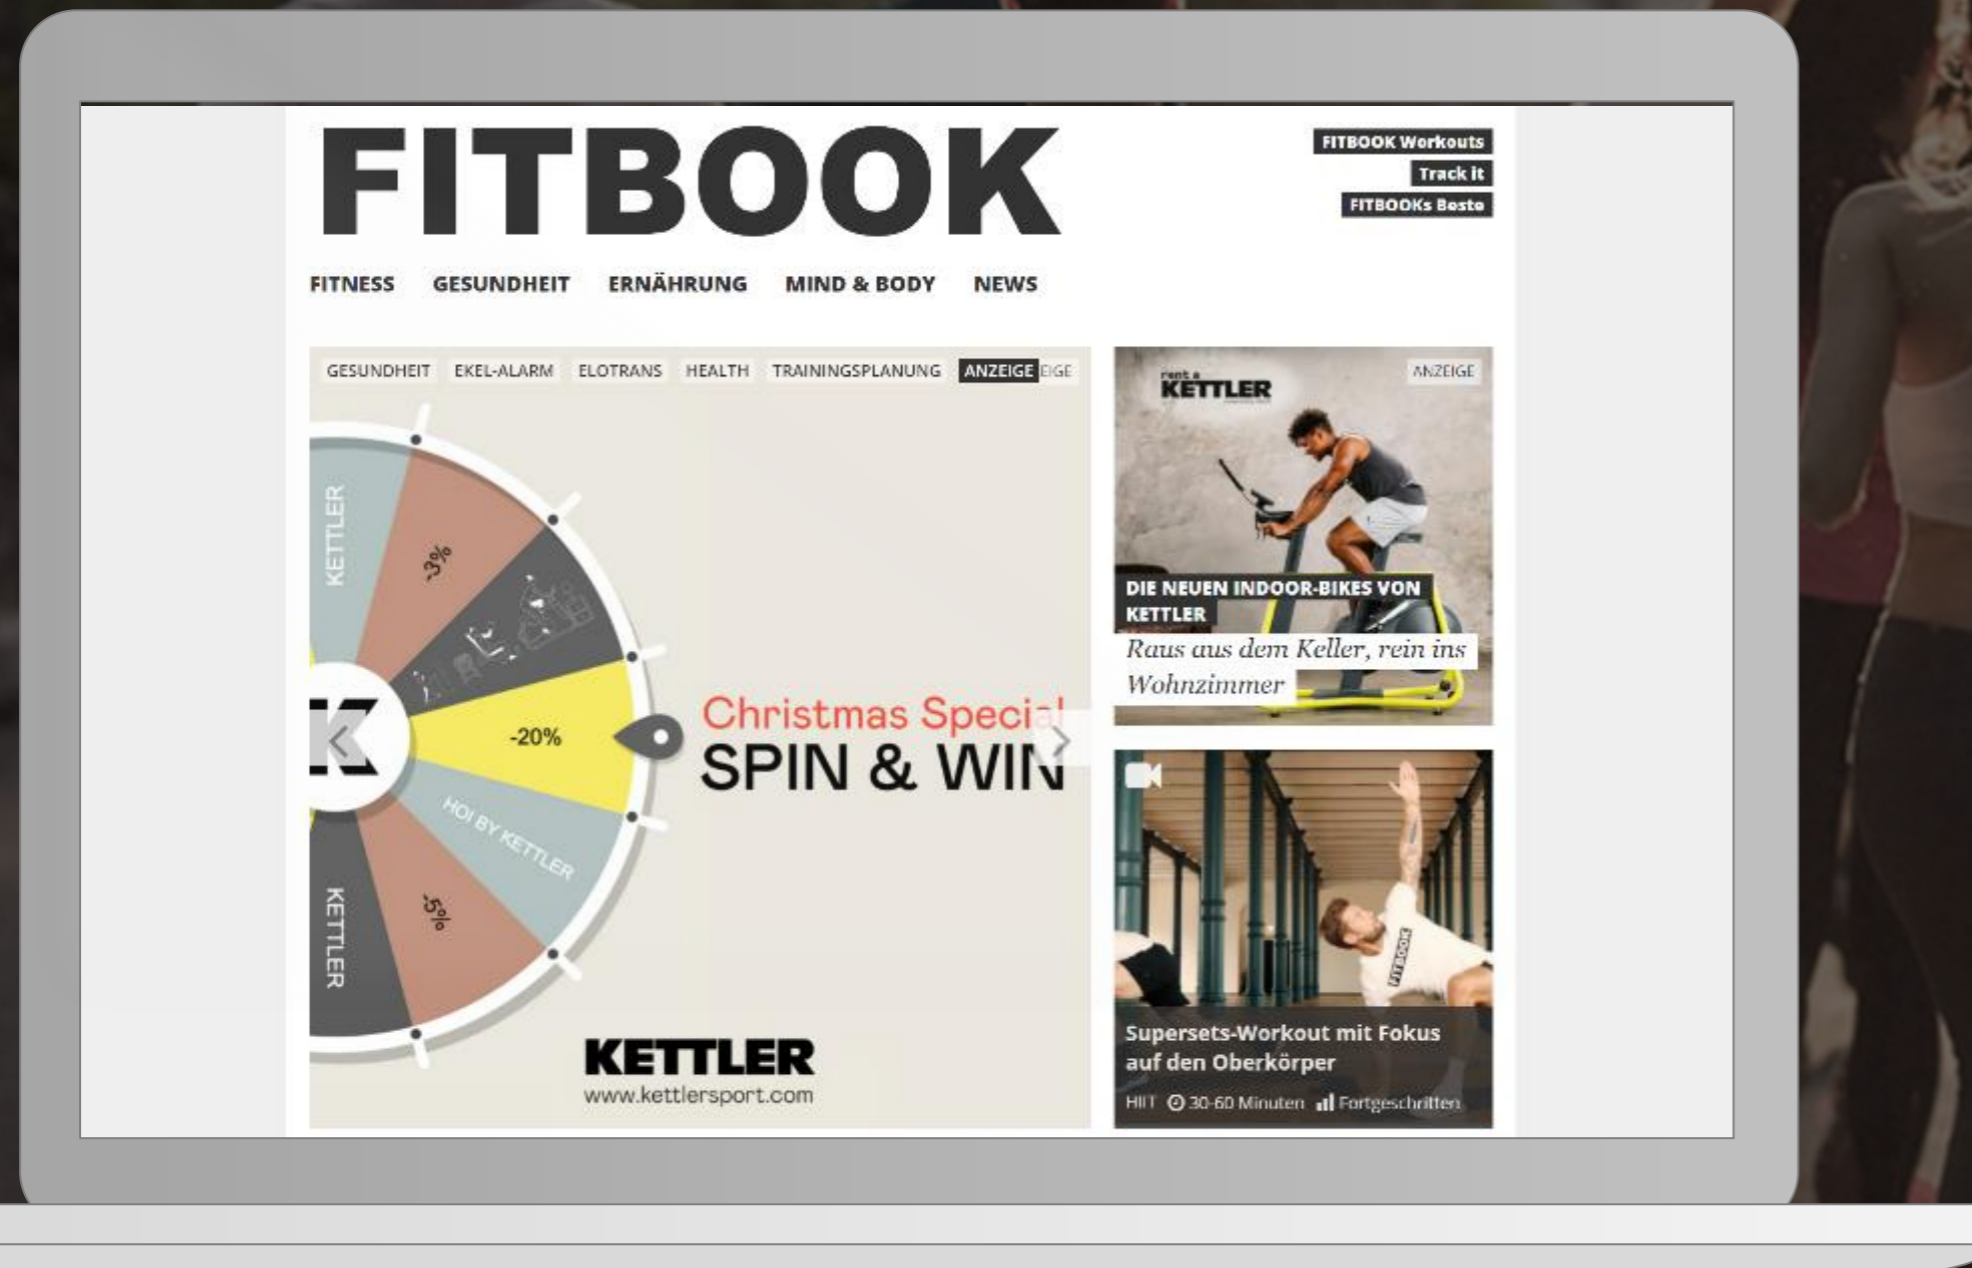 FITBOOK
FITBOOK Workouts
Track it
FITBOOKs Beste
FITNESS GESUNDHEIT ERNÄHRUNG MIND & BODY NEWS
GESUNDHEIT EKEL-ALARM ELOTRANS HEALTH TRAININGSPLANUNG ANZEIGE EIGE
KETTLER
-3%
-20%
HOI BY KETTLER
-5%
KETTLER
K
Christmas Special
SPIN & WIN
KETTLER
www.kettlersport.com
rent a
KETTLER
ANZEIGE
DIE NEUEN INDOOR-BIKES VON
KETTLER
Raus aus dem Keller, rein ins
Wohnzimmer
FITBOOK
Supersets-Workout mit Fokus
auf den Oberkörper
HIIT 30-60 Minuten Fortgeschritten